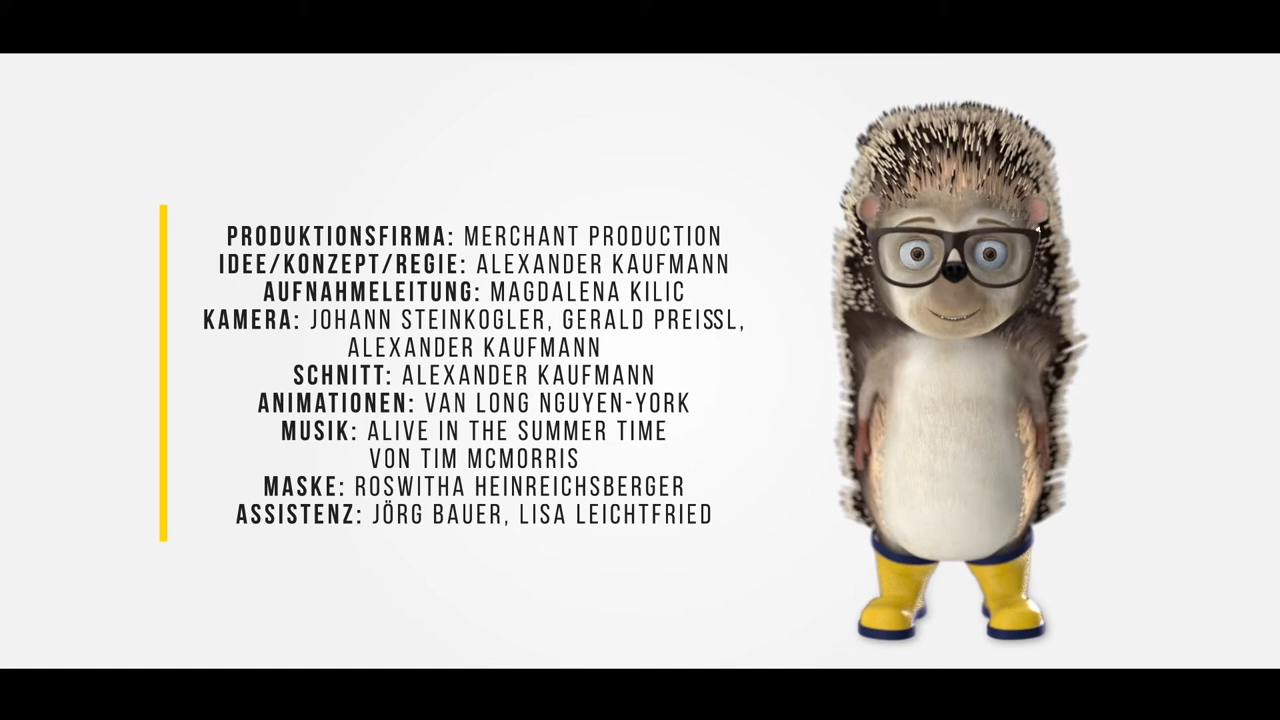 PRODUKTIONSFIRMA: MERCHANT PRODUCTION
IDEE/KONZEPT/REGIE: ALEXANDER KAUFMANN
AUFNAHMELEITUNG: MAGDALENA KILIC
KAMERA: JOHANN STEINKOGLER, GERALD PREISSL,
ALEXANDER KAUFMANN
SCHNITT: ALEXANDER KAUFMANN
ANIMATIONEN: VAN LONG NGUYEN-YORK
MUSIK: ALIVE IN THE SUMMER TIME
VON TIM MCMORRIS
MASKE: ROSWITHA HEINREICHSBERGER
ASSISTENZ: JÖRG BAUER, LISA LEICHTFRIED